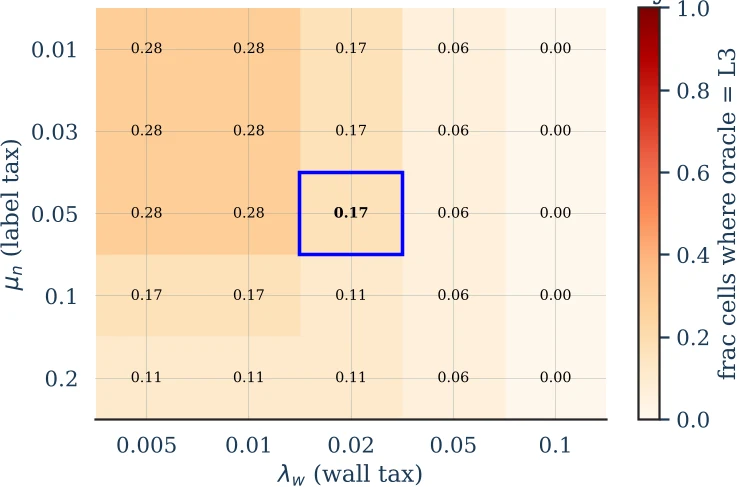 0.01 0.28 0.28 0.17 0.06 0.00
0.03 0.28 0.28 0.17 0.06 0.00
0.05 0.28 0.28 0.17 0.06 0.00
0.1 0.17 0.17 0.11 0.06 0.00
0.2 0.11 0.11 0.11 0.06 0.00
0.005 0.01 0.02 0.05 0.1
λ_w (wall tax)
μ_n (label tax)
1.0
0.8
0.6
0.4
0.2
0.0
frac cells where oracle = L3